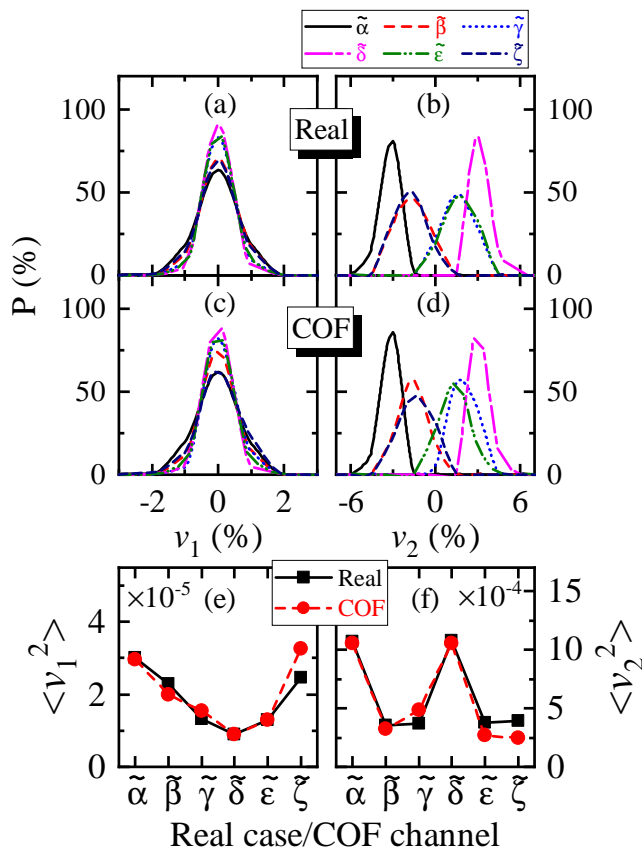 α̃ β̃ γ̃
δ̃ ε̃ ζ̃
(a) (b)
Real
100 100
50 50
0 0
P (%)
(c) (d)
COF
100 100
50 50
0 0
-2 0 2 -6 0 6
v₁ (%) v₂ (%)
×10⁻⁵ (e) Real (f) ×10⁻⁴
COF
4 15
2 10
0 5
0
<v₁²> <v₂²>
α̃ β̃ γ̃ δ̃ ε̃ ζ̃ α̃ β̃ γ̃ δ̃ ε̃ ζ̃
Real case/COF channel